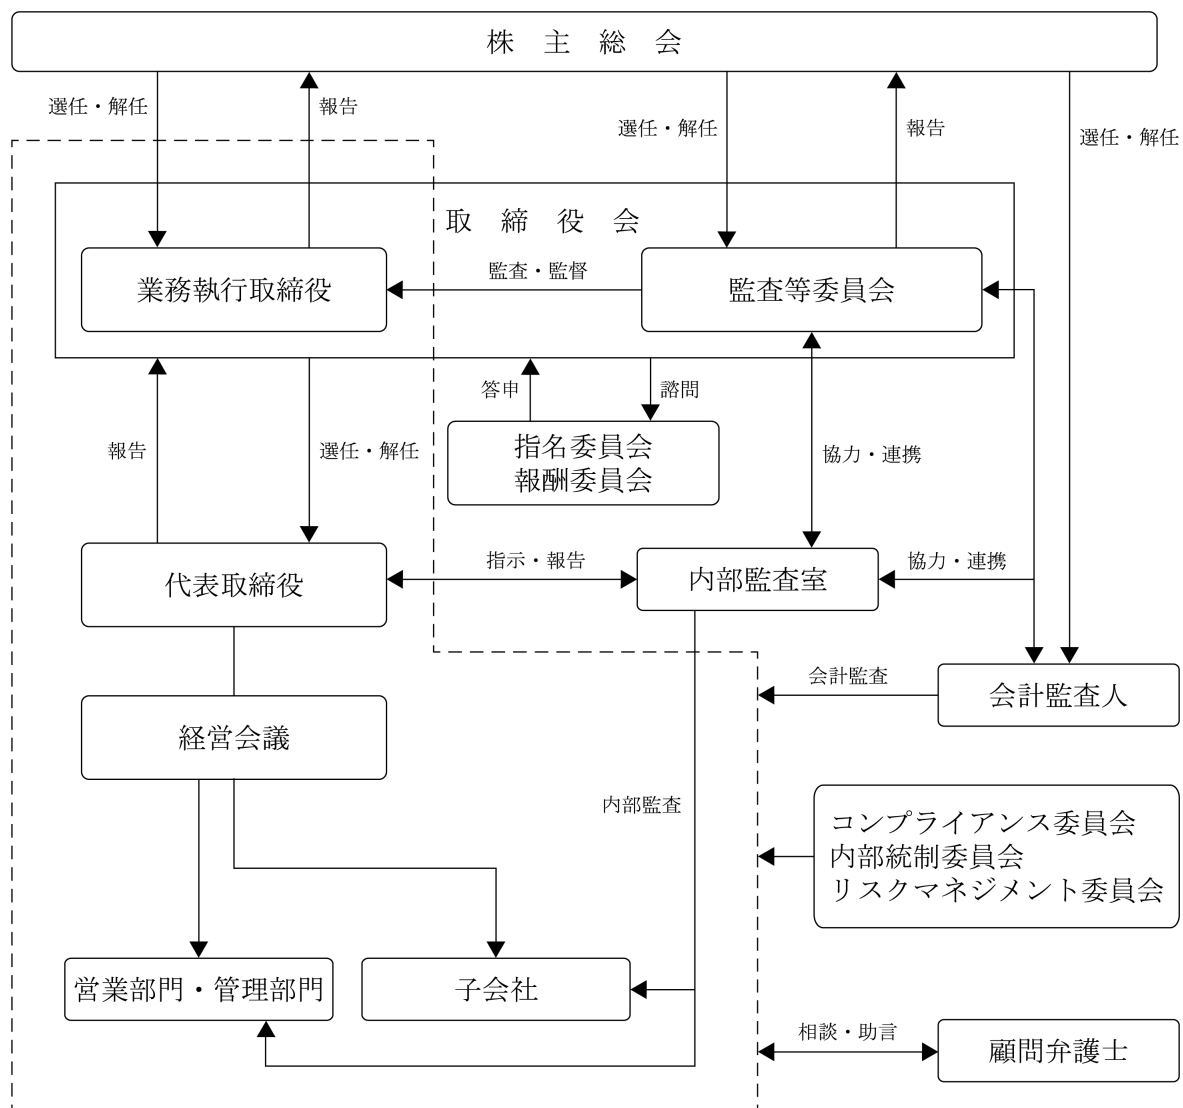 株主総会
選任・解任
報告
選任・解任
報告
選任・解任
取締役会
業務執行取締役
監査・監督
監査等委員会
答申
諮問
報告
選任・解任
指名委員会
報酬委員会
協力・連携
代表取締役
指示・報告
内部監査室
協力・連携
会計監査
会計監査人
経営会議
内部監査
コンプライアンス委員会
内部統制委員会
リスクマネジメント委員会
営業部門・管理部門
子会社
相談・助言
顧問弁護士